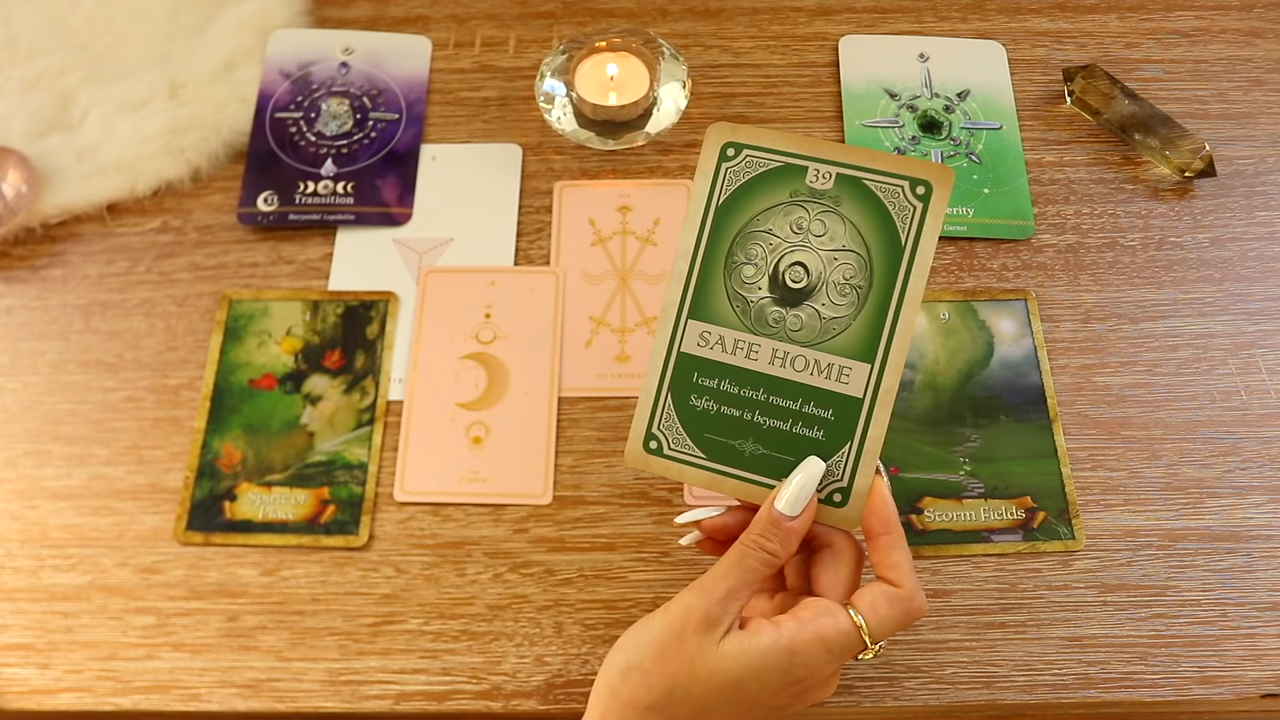 Transition
39
SAFE HOME
I cast this circle round about,
Safety now is beyond doubt.
Garnet
9
Spirit of
Place
Storm Fields